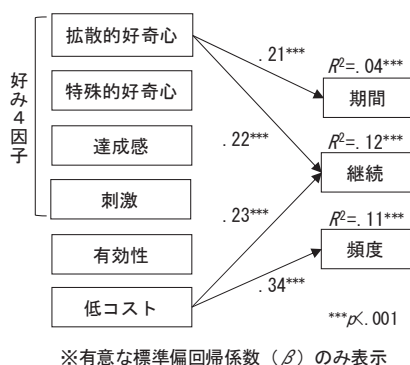 好み４因子
拡散的好奇心
特殊的好奇心
達成感
刺激
有効性
低コスト
.21***
.22***
.23***
.34***
R²=.04***
期間
R²=.12***
継続
R²=.11***
頻度
***p<.001
※有意な標準偏回帰係数（β）のみ表示